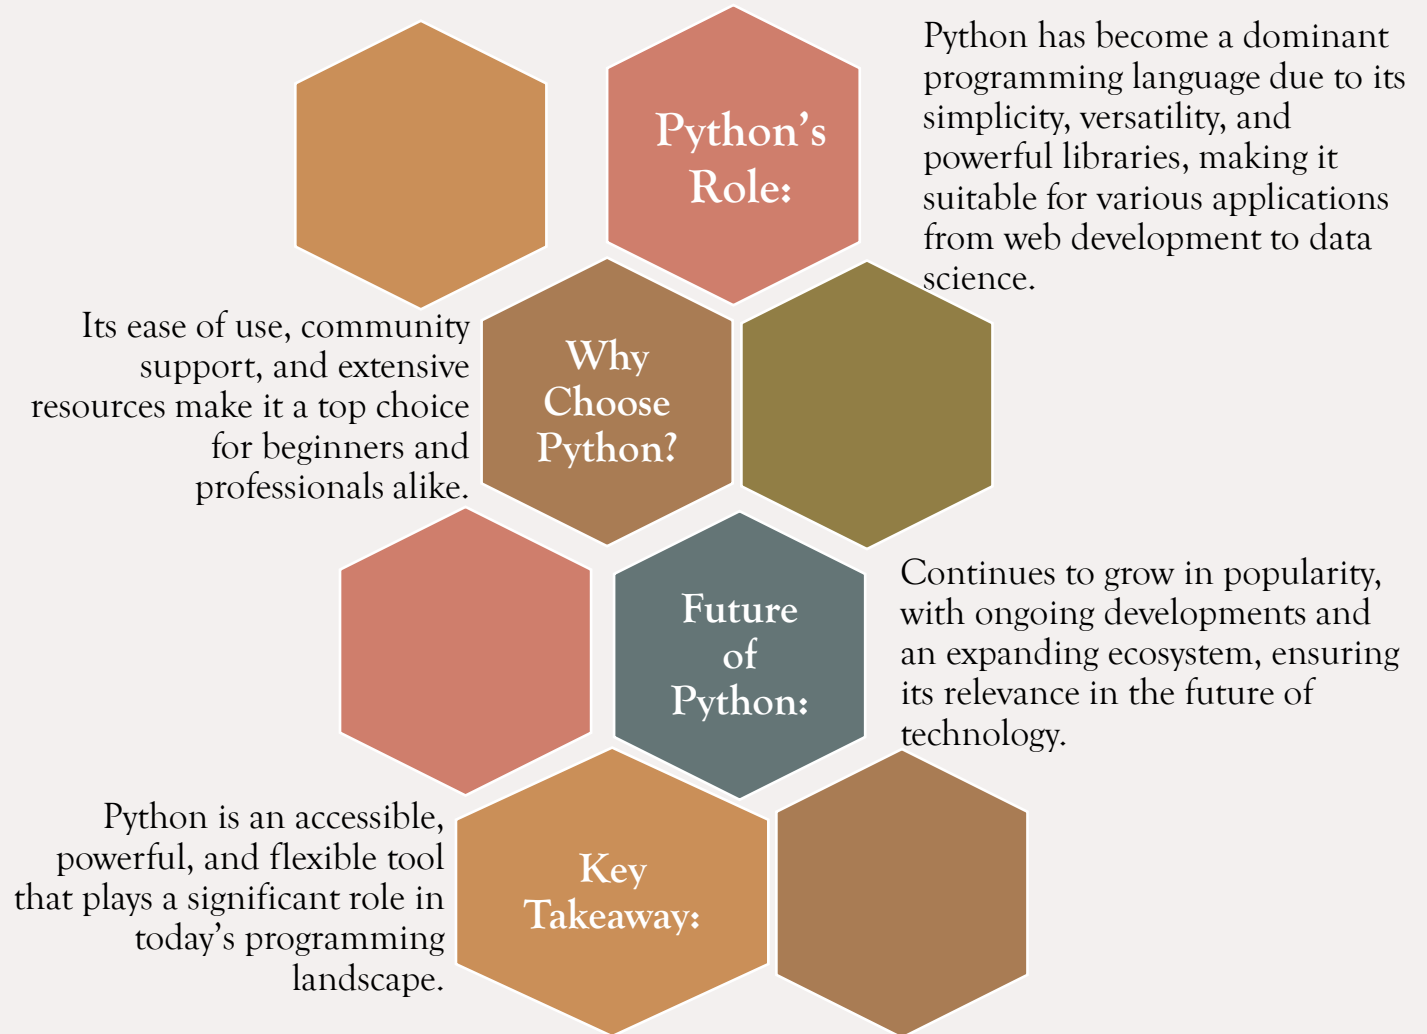 Python’s
Role:
Python has become a dominant
programming language due to its
simplicity, versatility, and
powerful libraries, making it
suitable for various applications
from web development to data
science.
Why
Choose
Python?
Its ease of use, community
support, and extensive
resources make it a top choice
for beginners and
professionals alike.
Future
of
Python:
Continues to grow in popularity,
with ongoing developments and
an expanding ecosystem, ensuring
its relevance in the future of
technology.
Key
Takeaway:
Python is an accessible,
powerful, and flexible tool
that plays a significant role in
today’s programming
landscape.